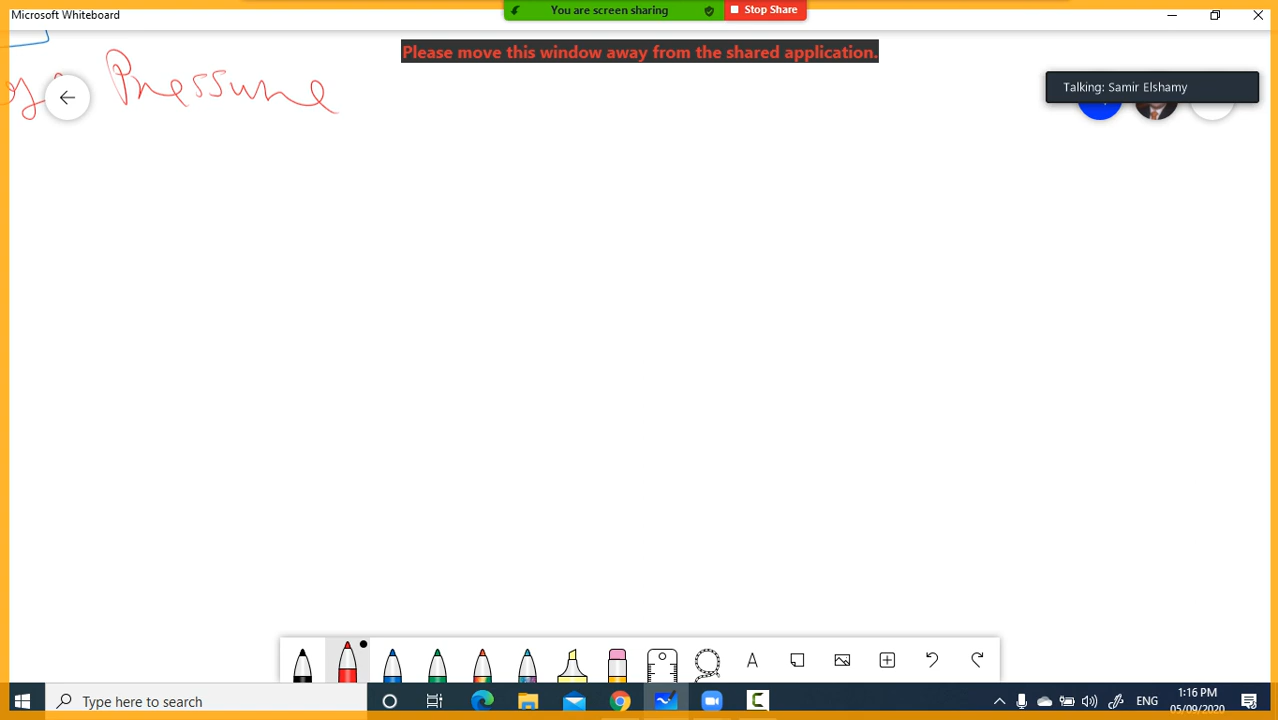 Microsoft Whiteboard
You are screen sharing
Stop Share
Please move this window away from the shared application.
Pressure
Talking: Samir Elshamy
A
Type here to search
C
ENG
1:16 PM
05/09/2020